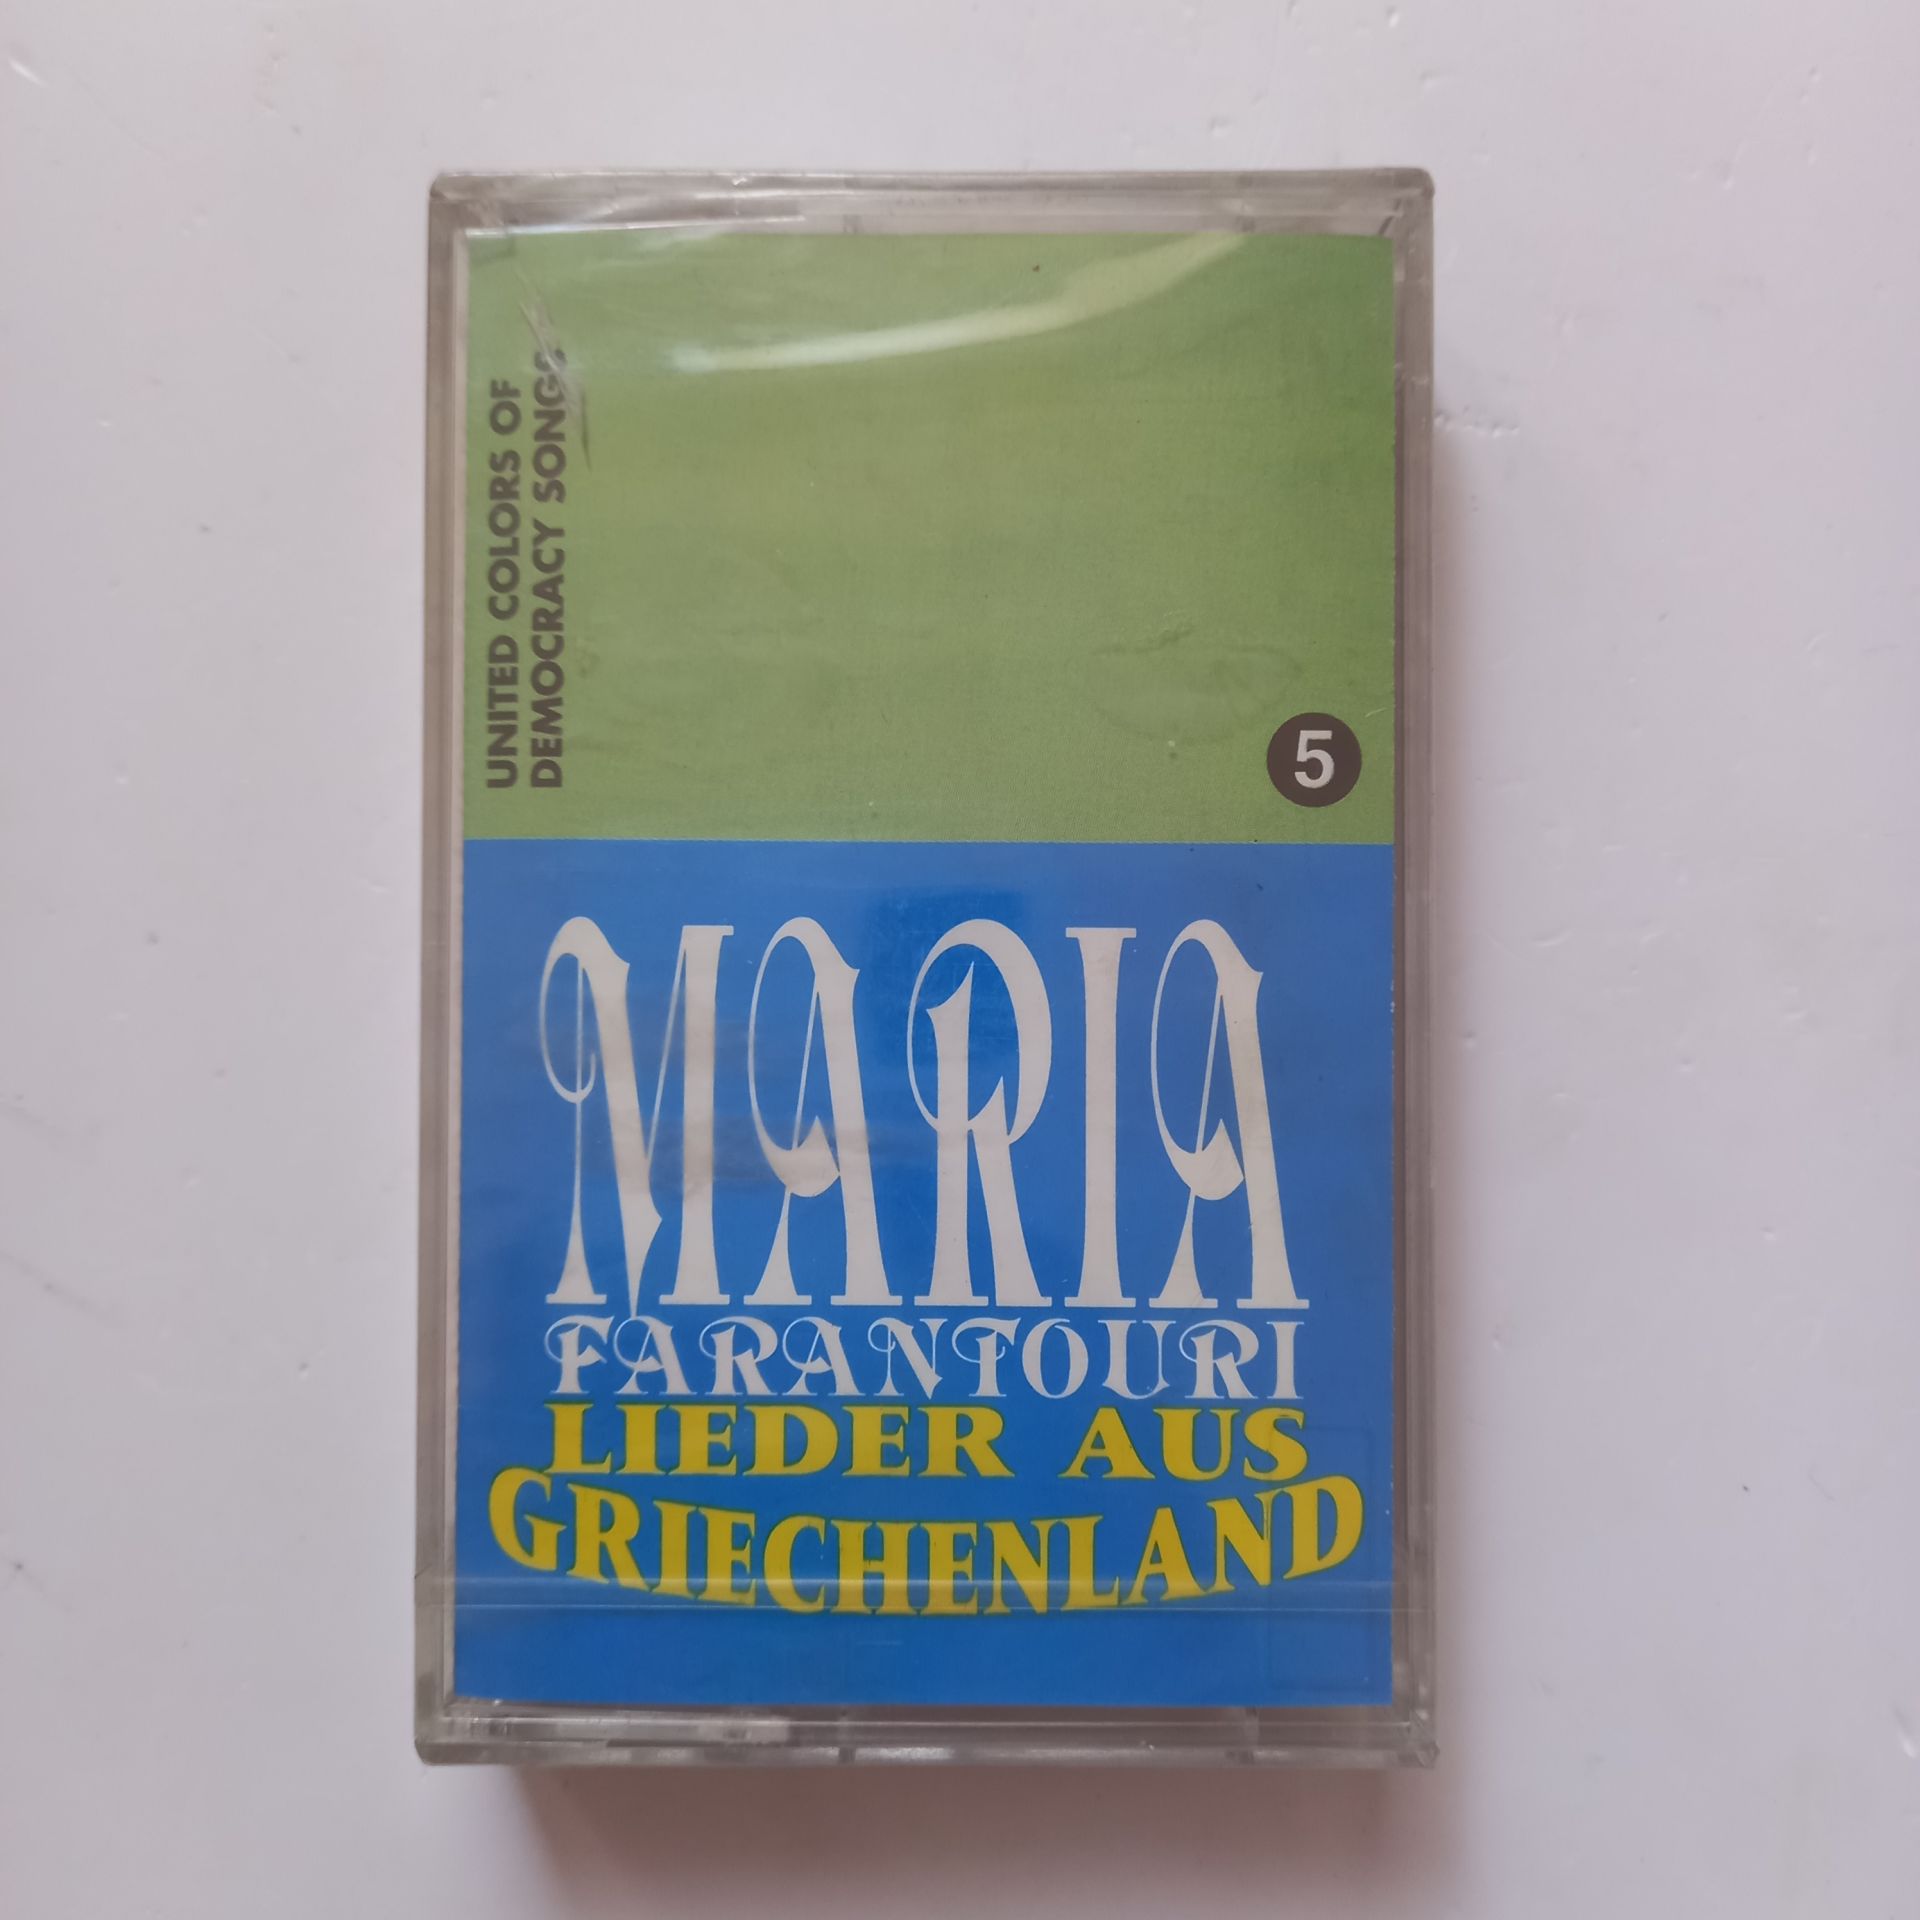 UNITED COLORS OF
DEMOCRACY SONGS
5
MARIA
FARANTOURI
LIEDER AUS
GRIECHENLAND